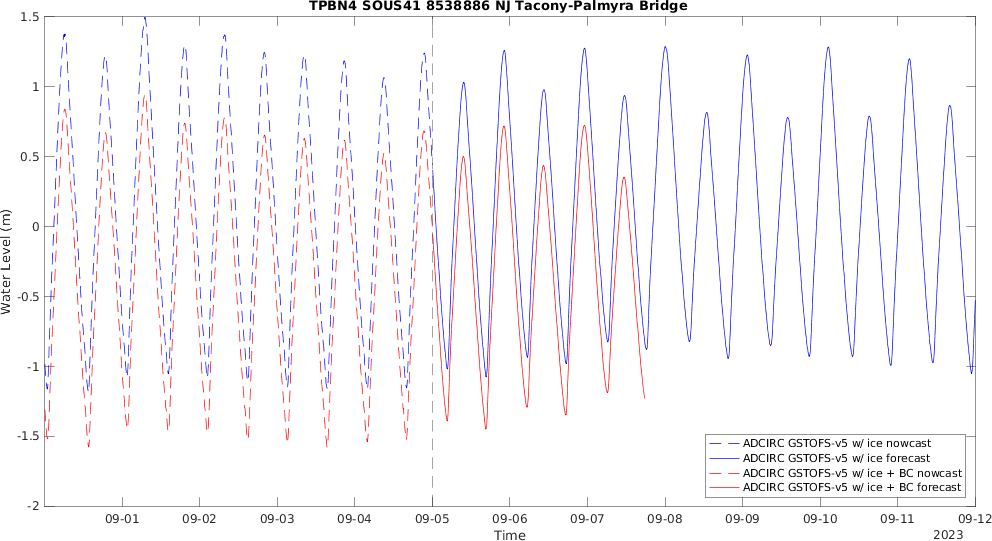 TPBN4 SOUS41 8538886 NJ Tacony-Palmyra Bridge
1.5
1
0.5
0
-0.5
-1
-1.5
-2
Water Level (m)
09-01 09-02 09-03 09-04 09-05 09-06 09-07 09-08 09-09 09-10 09-11 09-12
Time
2023
ADCIRC GSTOFS-v5 w/ ice nowcast
ADCIRC GSTOFS-v5 w/ ice forecast
ADCIRC GSTOFS-v5 w/ ice + BC nowcast
ADCIRC GSTOFS-v5 w/ ice + BC forecast